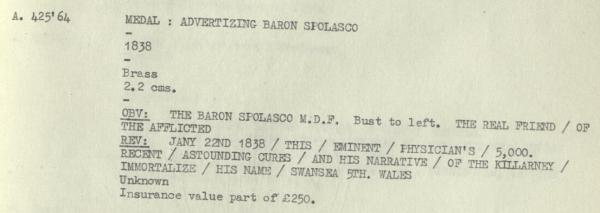 A. 425'64 MEDAL : ADVERTIZING BARON SPOLASCO
-
1838
-
Brass
2.2 cms.
-
OBV: THE BARON SPOLASCO M.D.F. Bust to left. THE REAL FRIEND / OF
THE AFFLICTED
REV: JANY 22ND 1838 / THIS / EMINENT / PHYSICIAN'S / 5,000.
RECENT / ASTOUNDING CURES / AND HIS NARRATIVE / OF THE KILLARNEY /
IMMORTALIZE / HIS NAME / SWANSEA 5TH. WALES
Unknown
Insurance value part of £250.